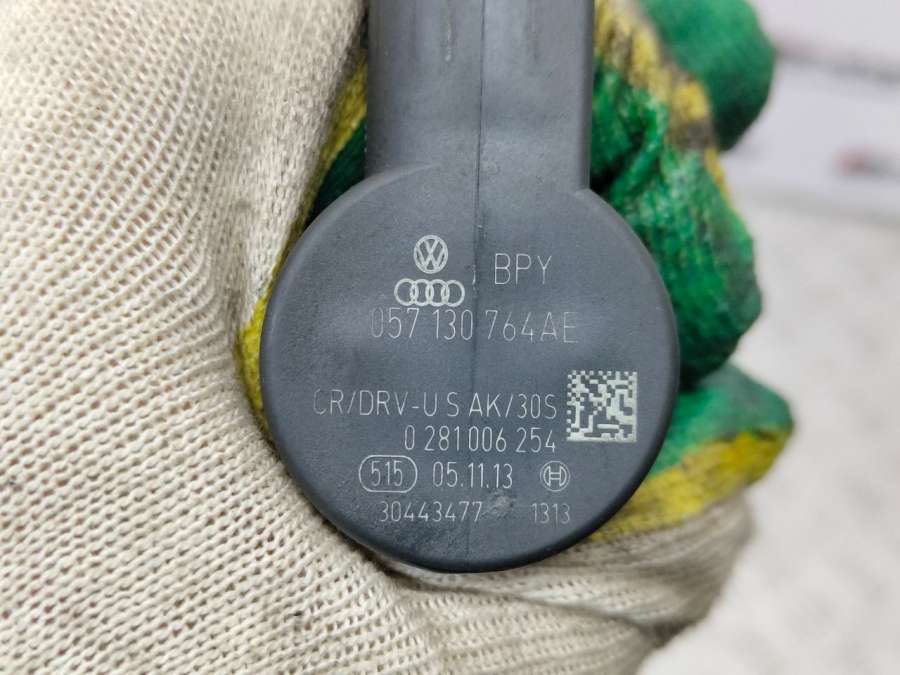 BPY
057 130 764AE
CR/DRV-U S AK/30S
0 281 006 254
515 05.11.13
30443477 1313